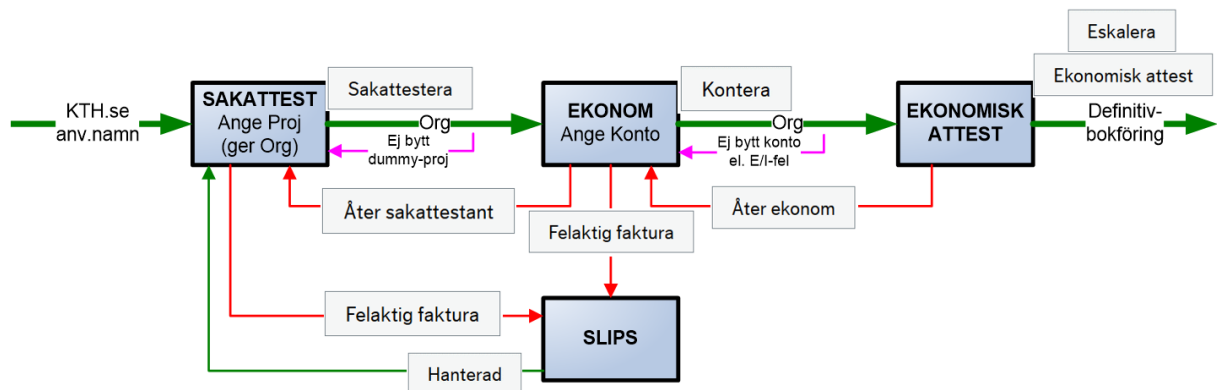 Eskalera
Ekonomisk attest
KTH.se
anv.namn
SAKATTEST
Ange Proj
(ger Org)
Sakattestera
Org
Ej bytt
dummy-proj
EKONOM
Ange Konto
Kontera
Org
Ej bytt konto
el. E/I-fel
EKONOMISK
ATTEST
Definitiv-
bokföring
Åter sakattestant
Felaktig faktura
Åter ekonom
Felaktig faktura
SLIPS
Hanterad